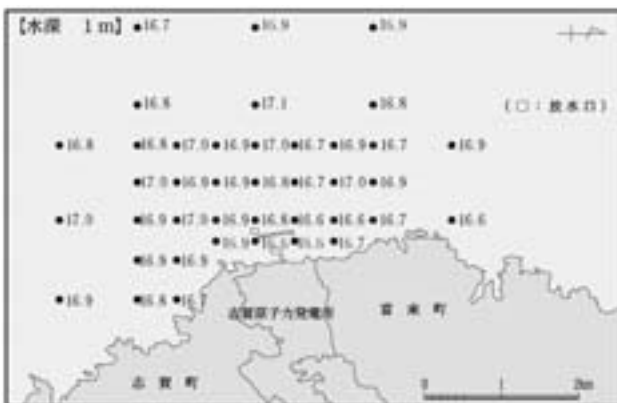 【水深 1m】 16.7 16.9 16.9
16.8 17.1 16.8 (□:放水口)
16.8 16.8 17.0 16.9 17.0 16.7 16.9 16.7 16.9
17.0 16.9 16.9 16.8 16.7 17.0 16.9
17.0 16.9 17.0 16.9 16.8 16.6 16.6 16.7 16.6
16.9 16.7
16.9 16.9
16.9 16.8 16.7
志賀原子力発電所 富来町
志賀町
0 1 2km